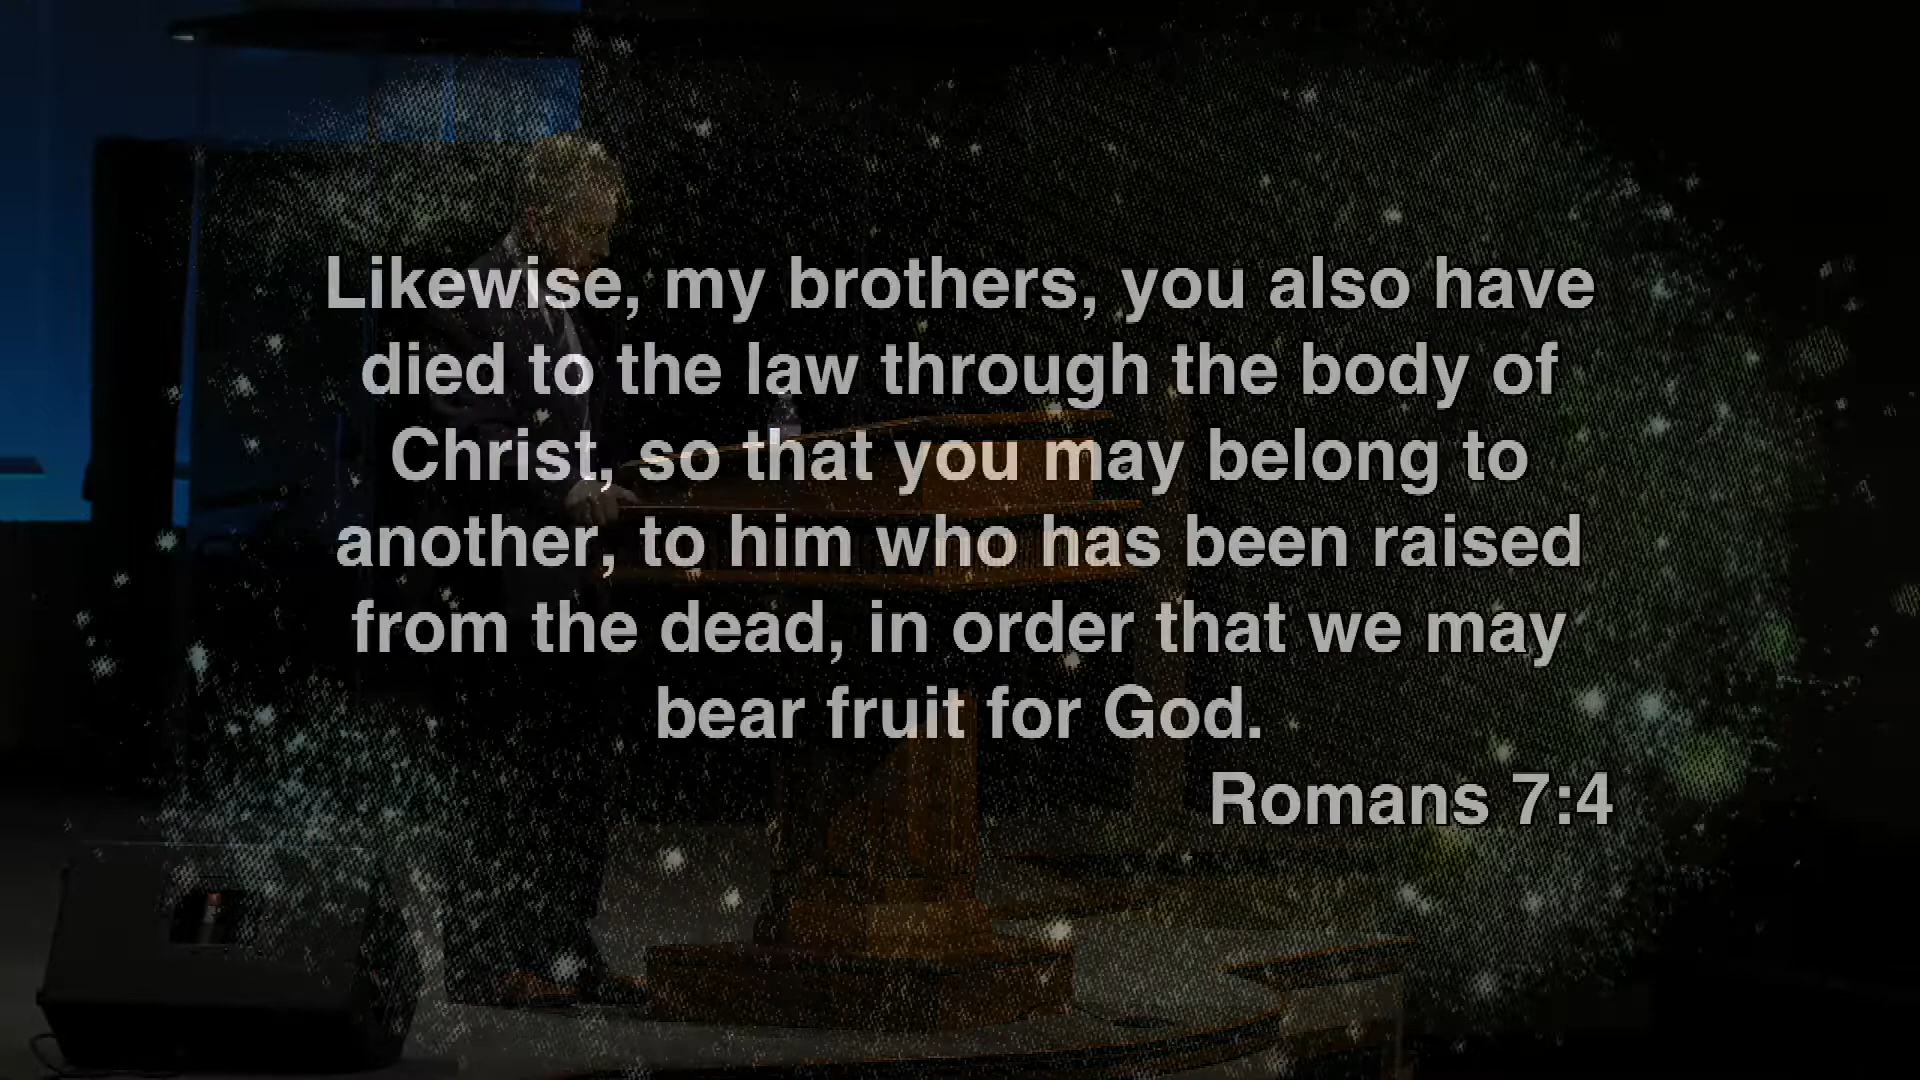 Likewise, my brothers, you also have
died to the law through the body of
Christ, so that you may belong to
another, to him who has been raised
from the dead, in order that we may
bear fruit for God.
Romans 7:4